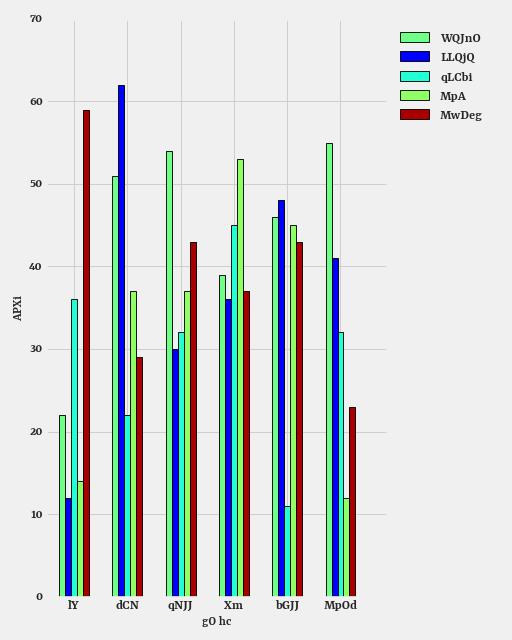 70
60
50
40
30
20
10
0
APXi
lY dCN qNJJ Xm bGJJ MpOd
gO hc
WQJnO
LLQjQ
qLCbi
MpA
MwDeg